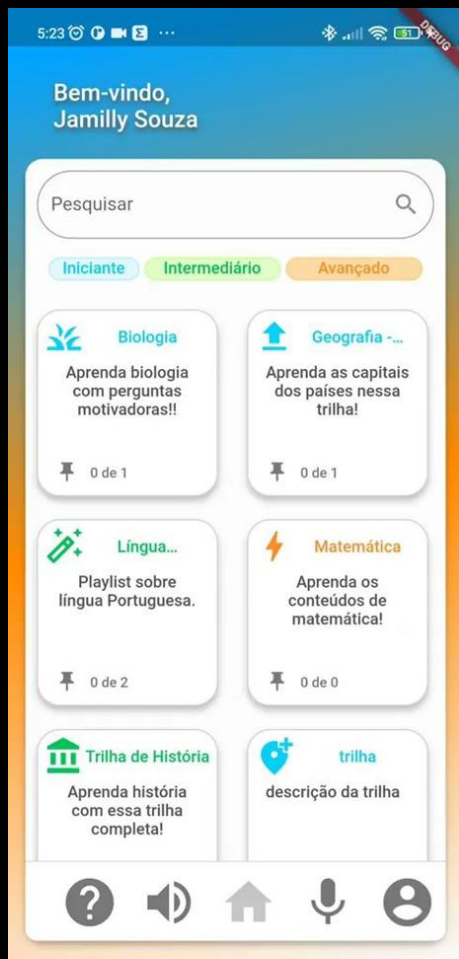 5:23
51
DEBUG
Bem-vindo,
Jamilly Souza
Pesquisar
Iniciante Intermediário Avançado
Biologia
Aprenda biologia
com perguntas
motivadoras!!
0 de 1
Geografia -...
Aprenda as capitais
dos países nessa
trilha!
0 de 1
Língua...
Playlist sobre
língua Portuguesa.
0 de 2
Matemática
Aprenda os
conteúdos de
matemática!
0 de 0
Trilha de História
Aprenda história
com essa trilha
completa!
trilha
descrição da trilha